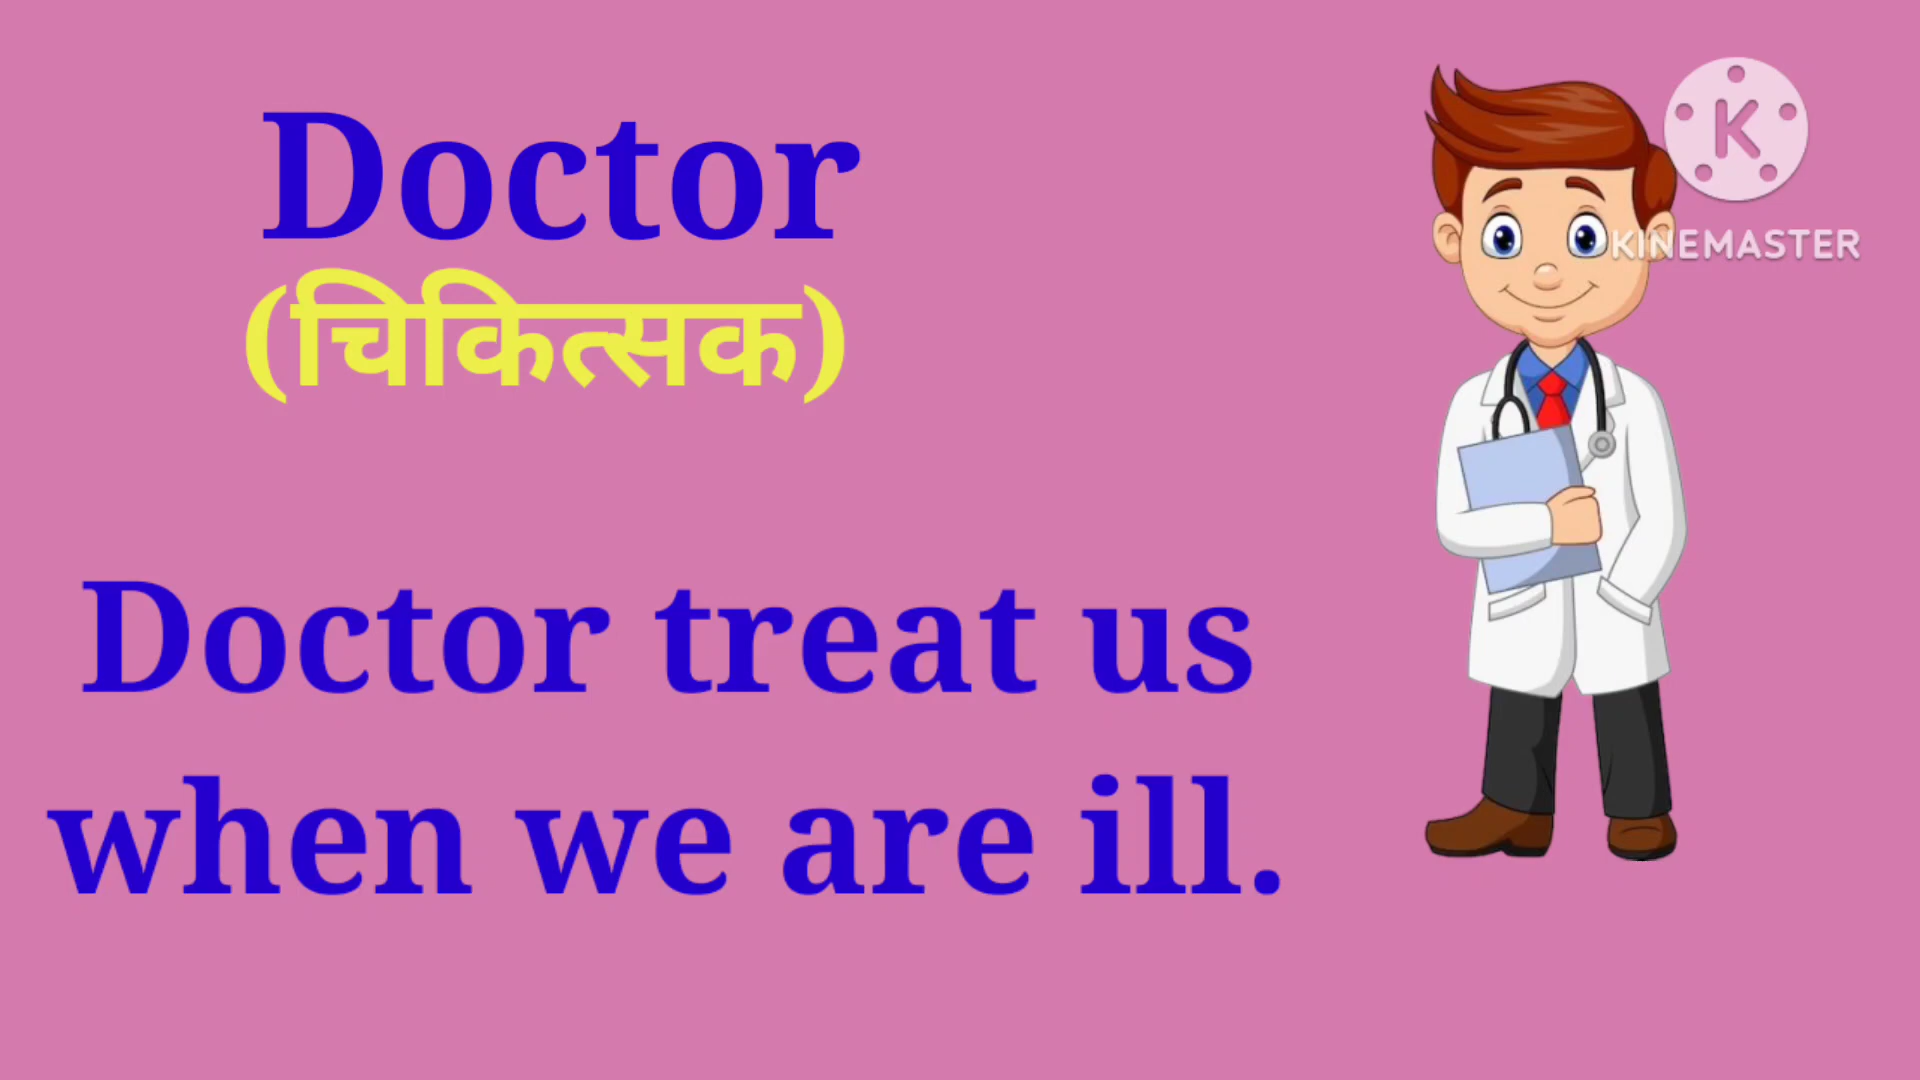 Doctor
(चिकित्सक)
K
KINEMASTER
Doctor treat us
when we are ill.